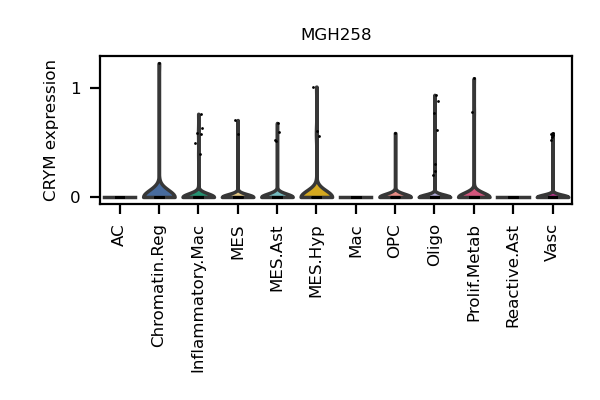 MGH258
CRYM expression
1
0
AC
Chromatin.Reg
Inflammatory.Mac
MES
MES.Ast
MES.Hyp
Mac
OPC
Oligo
Prolif.Metab
Reactive.Ast
Vasc